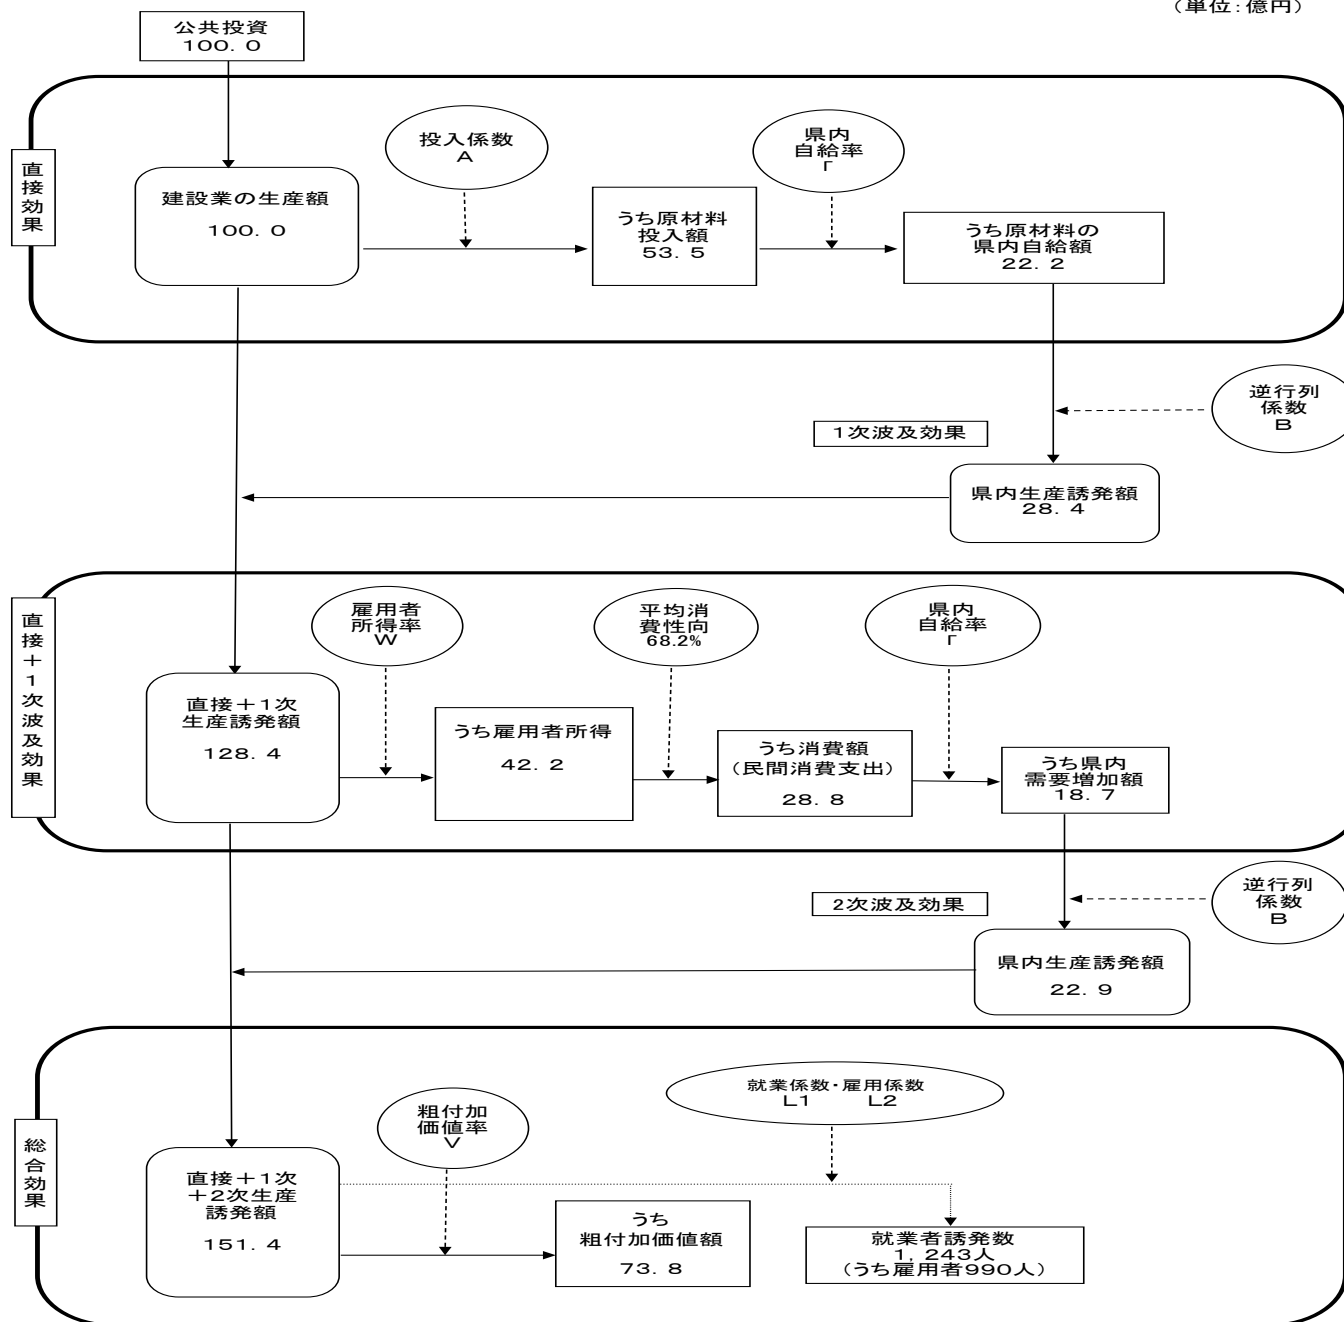 （単位：億円）
公共投資
100．0
直接効果
投入係数
A
県内
自給率
Γ
建設業の生産額
100．0
うち原材料
投入額
53．5
うち原材料の
県内自給額
22．2
逆行列
係数
B
1次波及効果
県内生産誘発額
28．4
直接＋1次波及効果
雇用者
所得率
W
平均消
費性向
68.2%
県内
自給率
Γ
直接＋1次
生産誘発額
128．4
うち雇用者所得
42．2
うち消費額
（民間消費支出）
28．8
うち県内
需要増加額
18．7
逆行列
係数
B
2次波及効果
県内生産誘発額
22．9
総合効果
粗付加
価値率
V
就業係数・雇用係数
L1 L2
直接＋1次
＋2次生産
誘発額
151．4
うち
粗付加価値額
73．8
就業者誘発数
1，243人
（うち雇用者990人）